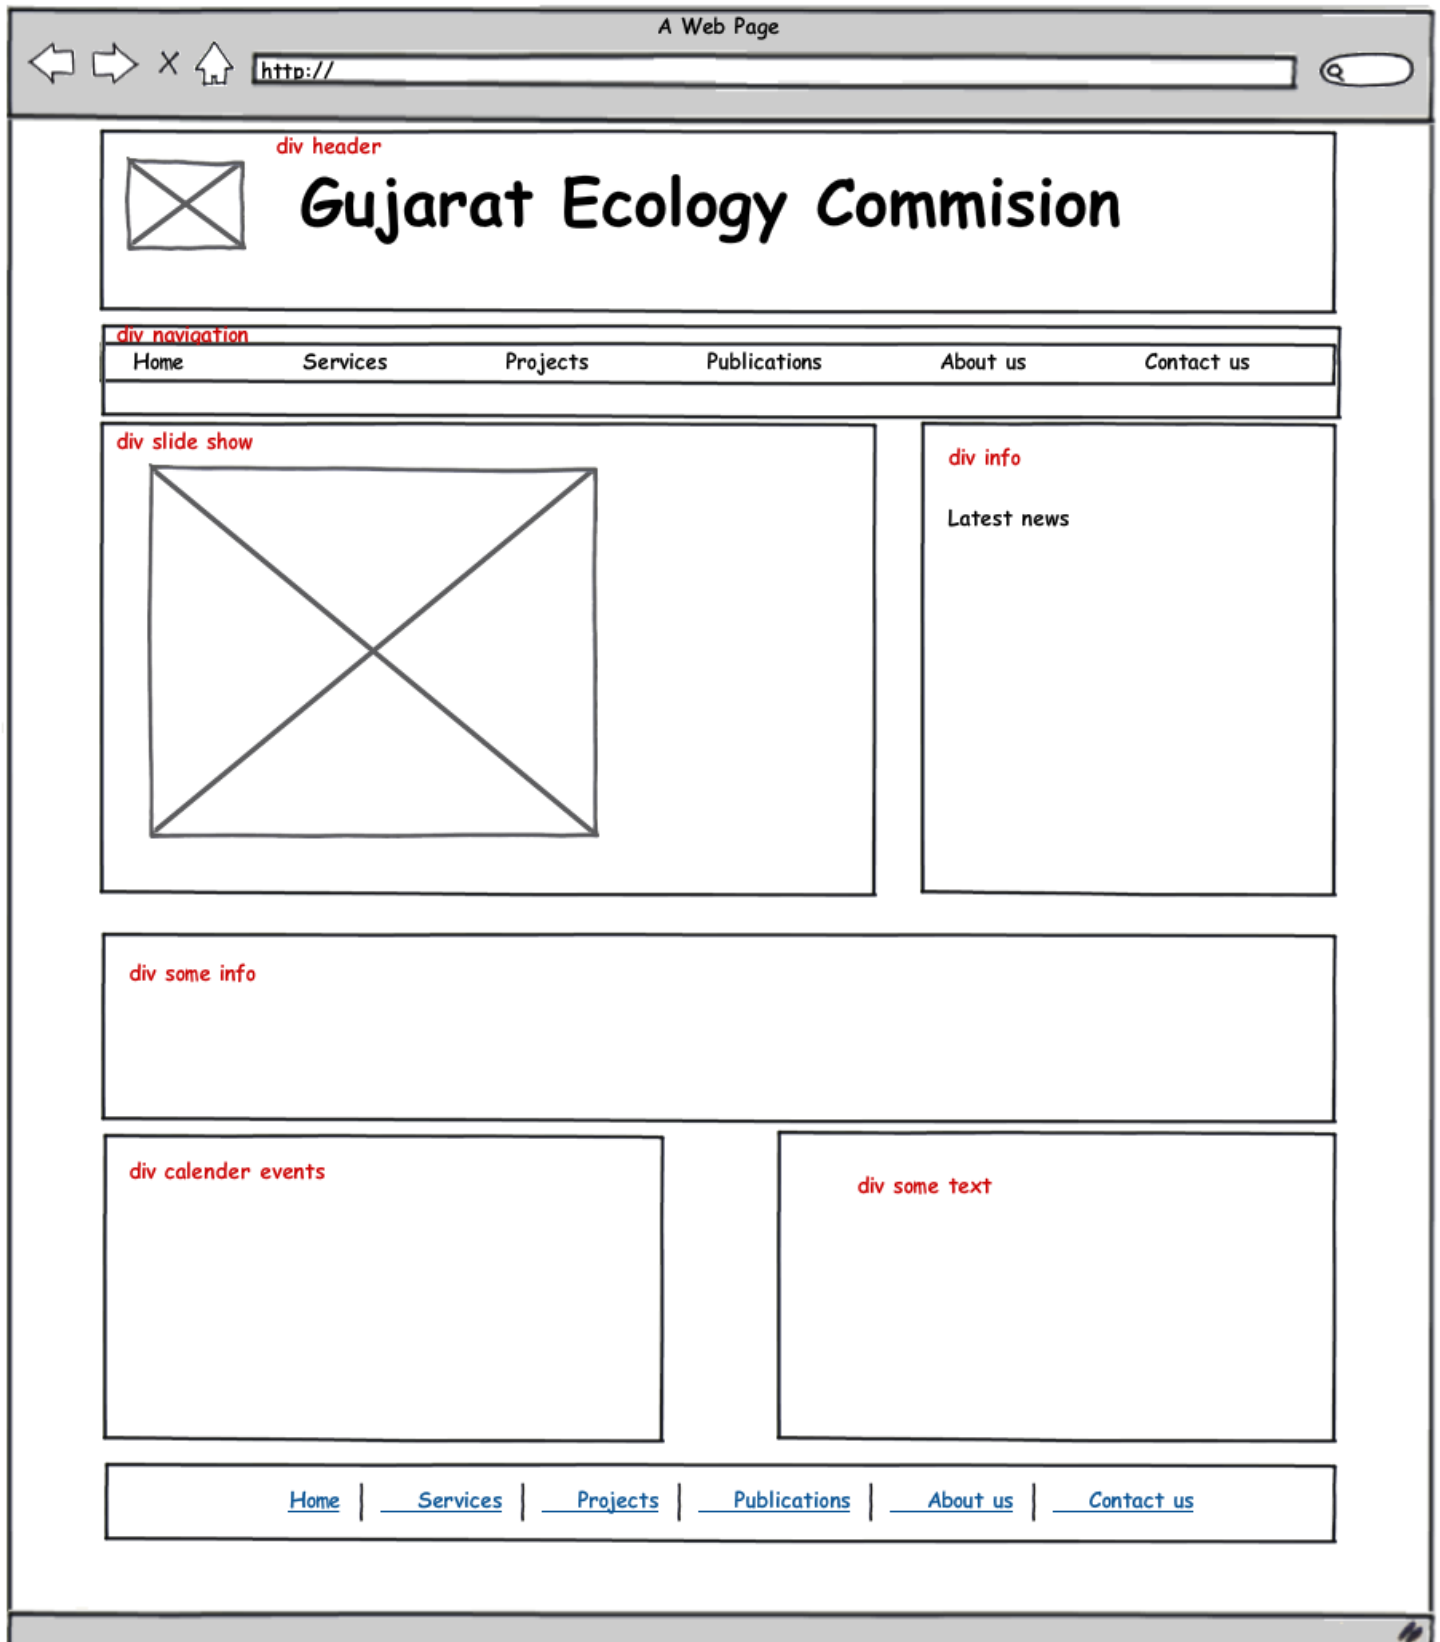 A Web Page
http://
div header
Gujarat Ecology Commision
div navigation
Home Services Projects Publications About us Contact us
div slide show
div info
Latest news
div some info
div calender events
div some text
Home | Services | Projects | Publications | About us | Contact us